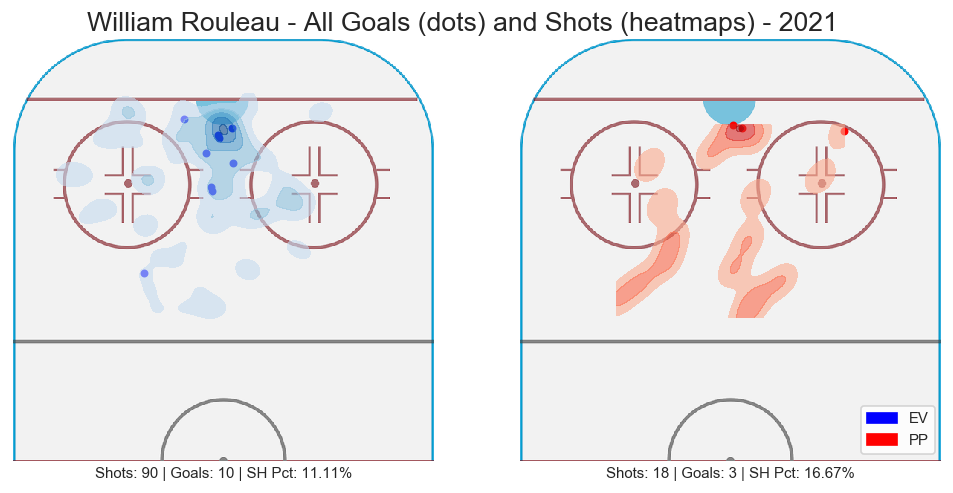 William Rouleau - All Goals (dots) and Shots (heatmaps) - 2021
EV
PP
Shots: 90 | Goals: 10 | SH Pct: 11.11%
Shots: 18 | Goals: 3 | SH Pct: 16.67%